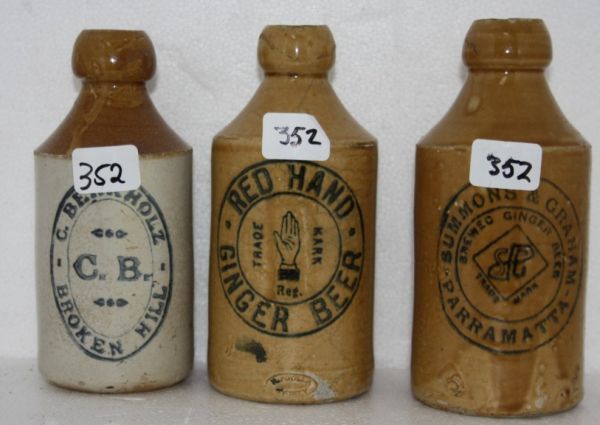 352
C.
HOLZ
C. B.
BROKEN HILL
352
RED HAND
TRADE MARK
Reg.
GINGER BEER
352
SUMMONS & GRAHAM
BREWED GINGER BEER
TRADE MARK
PARRAMATTA